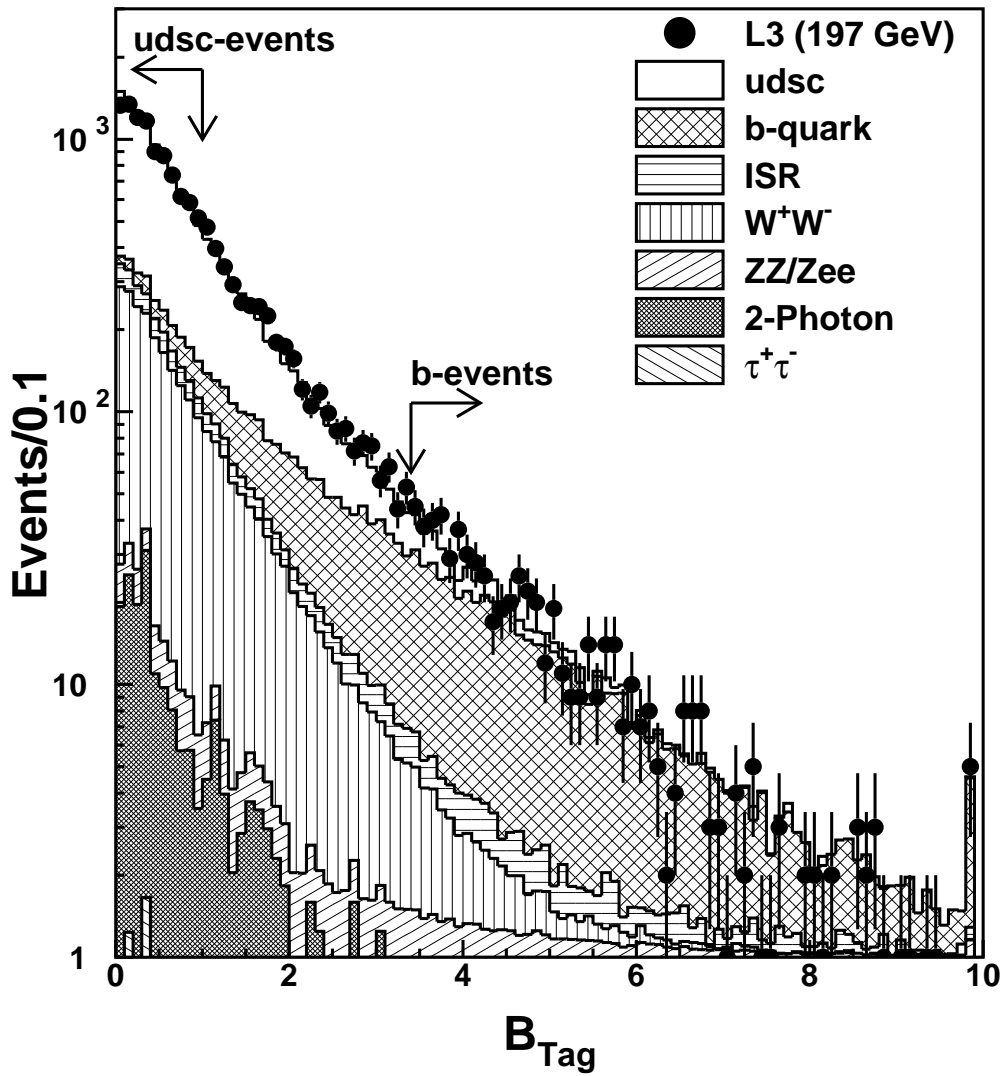 udsc-events
L3 (197 GeV)
udsc
b-quark
ISR
W⁺W⁻
ZZ/Zee
2-Photon
τ⁺τ⁻
b-events
10³
10²
10
1
Events/0.1
0 2 4 6 8 10
B_Tag